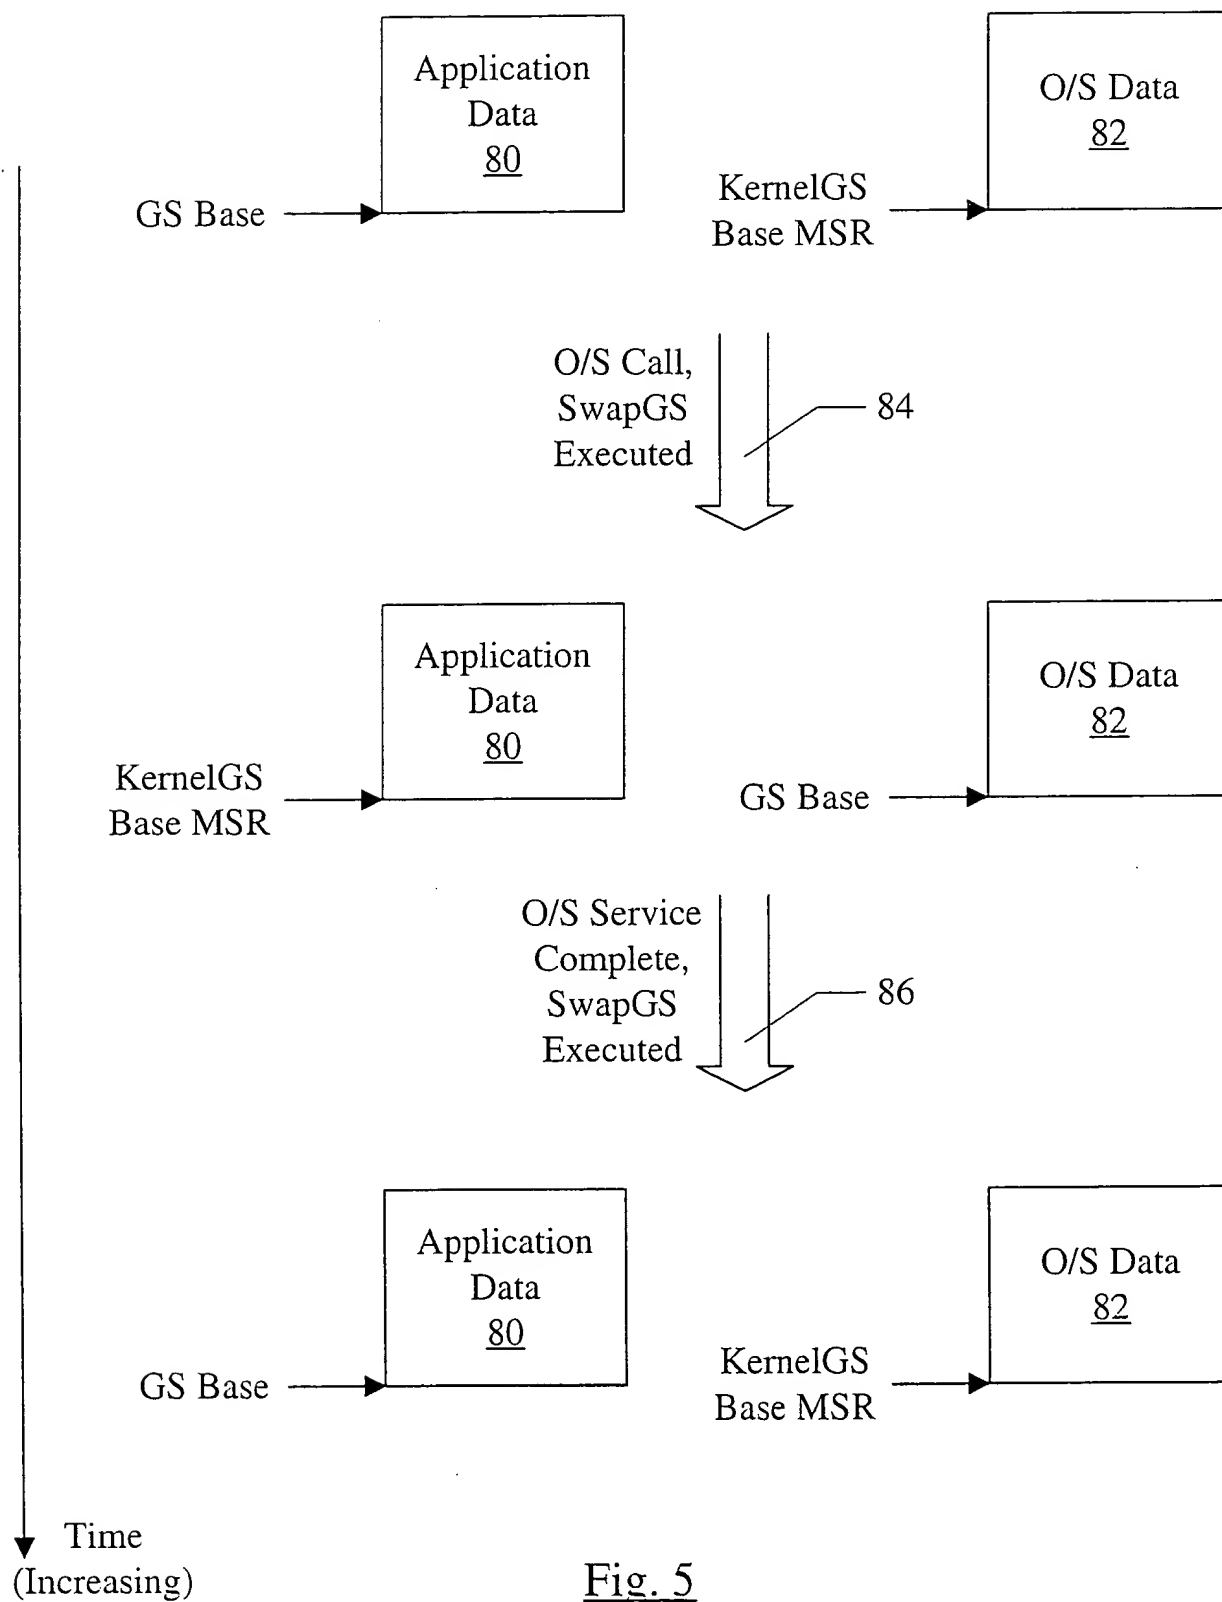 Application
Data
80
O/S Data
82
GS Base
KernelGS
Base MSR
O/S Call,
SwapGS
Executed
84
Application
Data
80
O/S Data
82
KernelGS
Base MSR
GS Base
O/S Service
Complete,
SwapGS
Executed
86
Application
Data
80
O/S Data
82
GS Base
KernelGS
Base MSR
Time
(Increasing)
Fig. 5